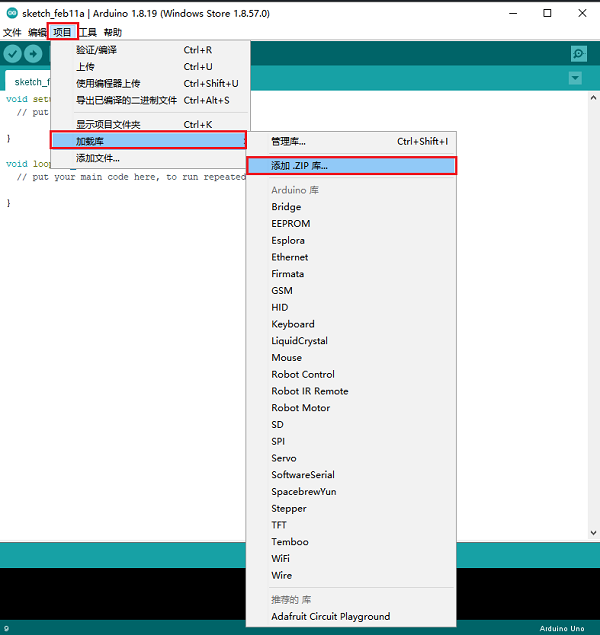 sketch_feb11a | Arduino 1.8.19 (Windows Store 1.8.57.0)
文件 编辑 项目 工具 帮助
验证/编译 Ctrl+R
上传 Ctrl+U
使用编程器上传 Ctrl+Shift+U
导出已编译的二进制文件 Ctrl+Alt+S
显示项目文件夹 Ctrl+K
加载库
添加文件...
sketch_f
void set
// put
}
void loo
// put your main code here, to run repeated
}
管理库... Ctrl+Shift+I
添加 .ZIP 库...
Arduino 库
Bridge
EEPROM
Esplora
Ethernet
Firmata
GSM
HID
Keyboard
LiquidCrystal
Mouse
Robot Control
Robot IR Remote
Robot Motor
SD
SPI
Servo
SoftwareSerial
SpacebrewYun
Stepper
TFT
Temboo
WiFi
Wire
推荐的 库
Adafruit Circuit Playground
9 Arduino Uno